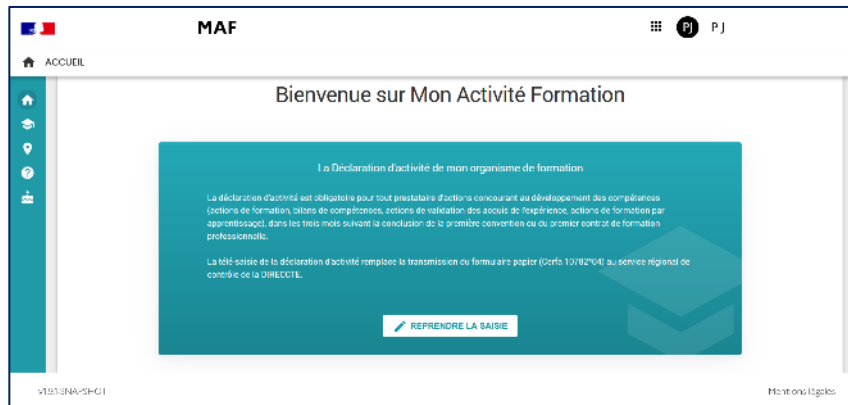 MAF
PJ
PJ
ACCUEIL
Bienvenue sur Mon Activité Formation
La Déclaration d'activité de mon organisme de formation
La déclaration d'activité est obligatoire pour tout prestataire d'actions concourant au développement des compétences
(actions de formation, bilans de compétences, actions de validation des acquis de l'expérience, actions de formation par
apprentissage), dans les trois mois suivant la conclusion de la première convention ou du premier contrat de formation
professionnelle.
La télé-saisie de la déclaration d'activité remplace la transmission du formulaire papier (Cerfa 10782*04) au service régional de
contrôle de la DIRECCTE.
REPRENDRE LA SAISIE
Mentions légales